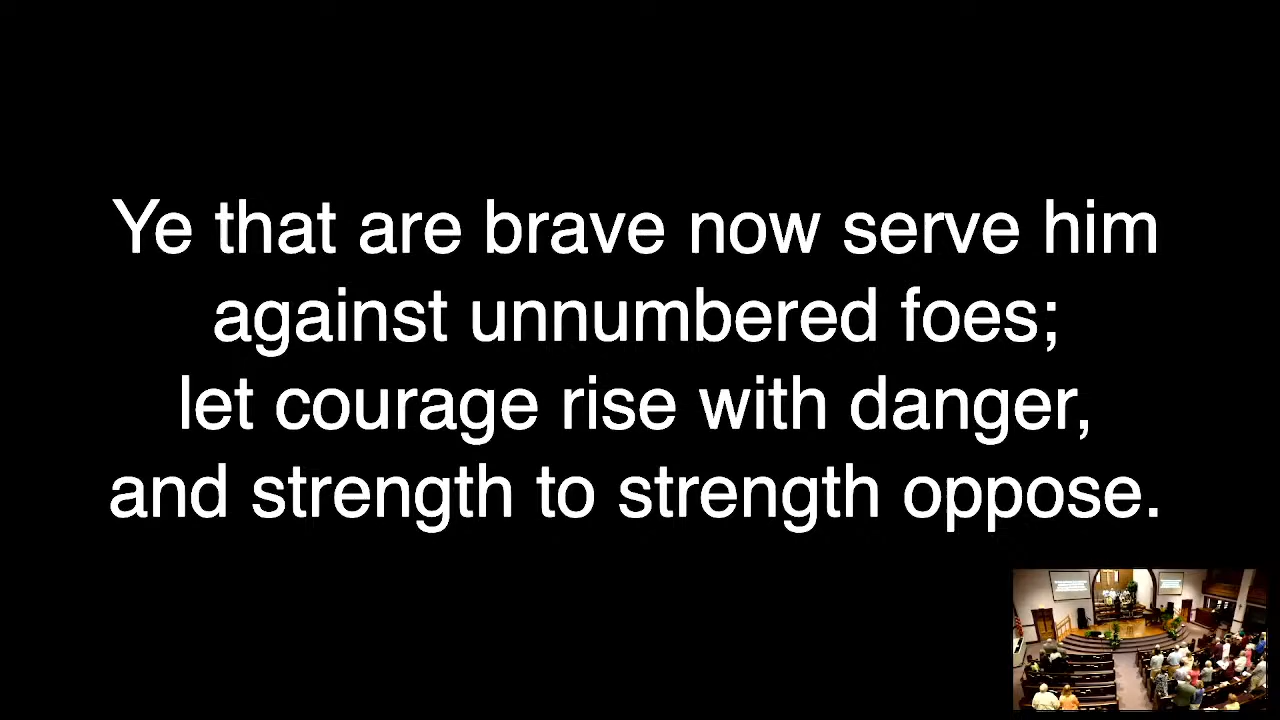 Ye that are brave now serve him
against unnumbered foes;
let courage rise with danger,
and strength to strength oppose.